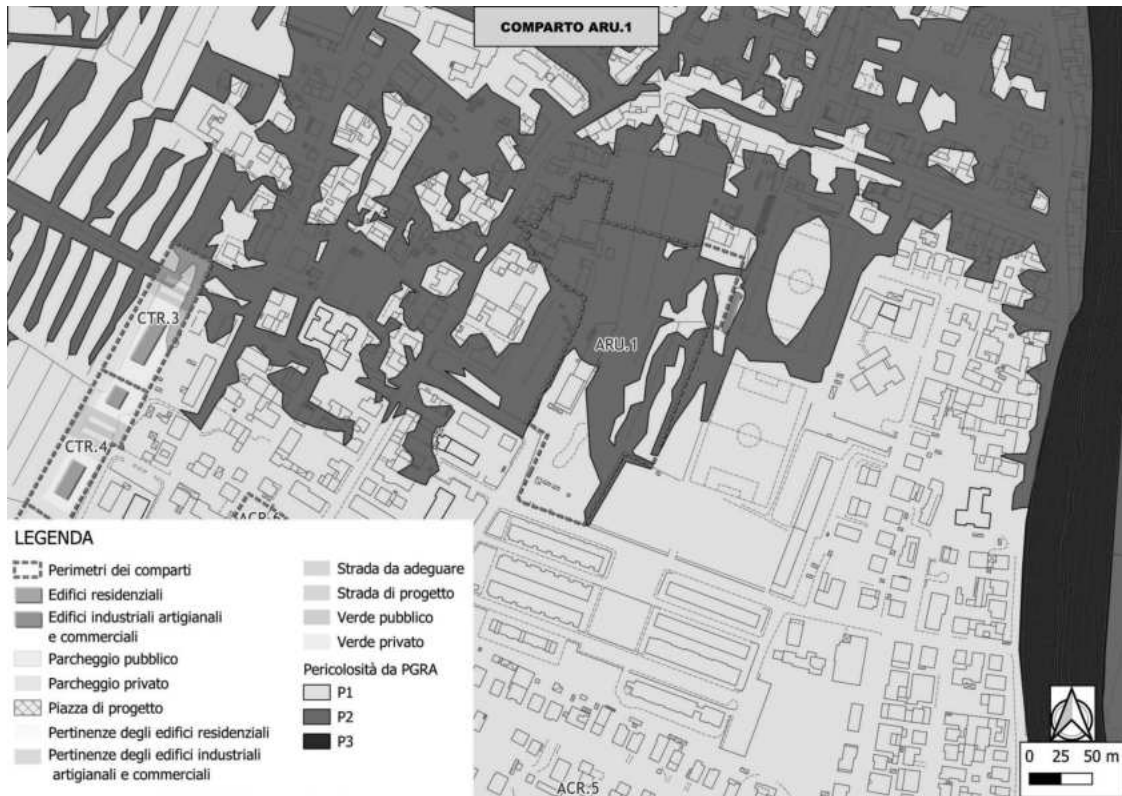 COMPARTO ARU.1
CTR.3
ARU.1
CTR.4
ACR.6
LEGENDA
Perimetri dei comparti
Edifici residenziali
Edifici industriali artigianali
e commerciali
Parcheggio pubblico
Parcheggio privato
Piazza di progetto
Pertinenze degli edifici residenziali
Pertinenze degli edifici industriali
artigianali e commerciali
Strada da adeguare
Strada di progetto
Verde pubblico
Verde privato
Pericolosità da PGRA
P1
P2
P3
ACR.5
0 25 50 m